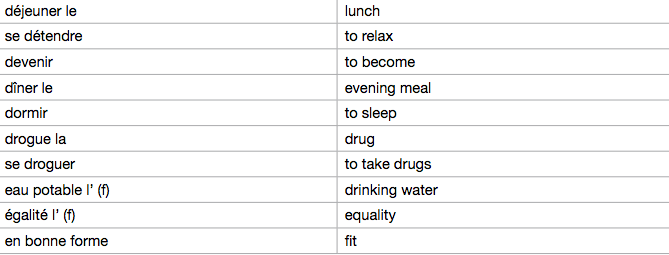 déjeuner le lunch
se détendre to relax
devenir to become
dîner le evening meal
dormir to sleep
drogue la drug
se droguer to take drugs
eau potable l’ (f) drinking water
égalité l’ (f) equality
en bonne forme fit